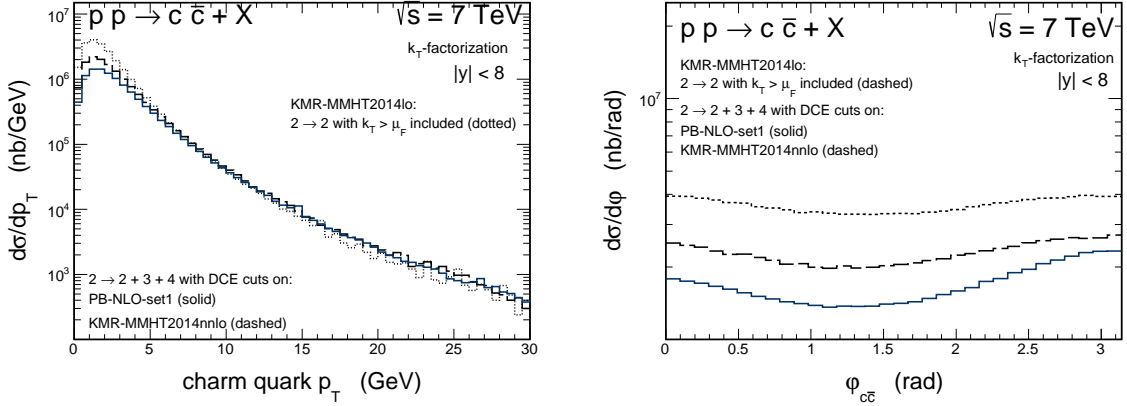 p p → c c̅ + X
√s = 7 TeV
k_T-factorization
|y| < 8
KMR-MMHT2014lo:
2 → 2 with k_T > μ_F included (dotted)
2 → 2 + 3 + 4 with DCE cuts on:
PB-NLO-set1 (solid)
KMR-MMHT2014nnlo (dashed)
dσ/dp_T (nb/GeV)
10^7
10^6
10^5
10^4
10^3
0 5 10 15 20 25 30
charm quark p_T (GeV)
p p → c c̅ + X
√s = 7 TeV
k_T-factorization
|y| < 8
KMR-MMHT2014lo:
2 → 2 with k_T > μ_F included (dashed)
2 → 2 + 3 + 4 with DCE cuts on:
PB-NLO-set1 (solid)
KMR-MMHT2014nnlo (dashed)
dσ/dφ (nb/rad)
10^7
0 0.5 1 1.5 2 2.5 3
φ_cc̅ (rad)